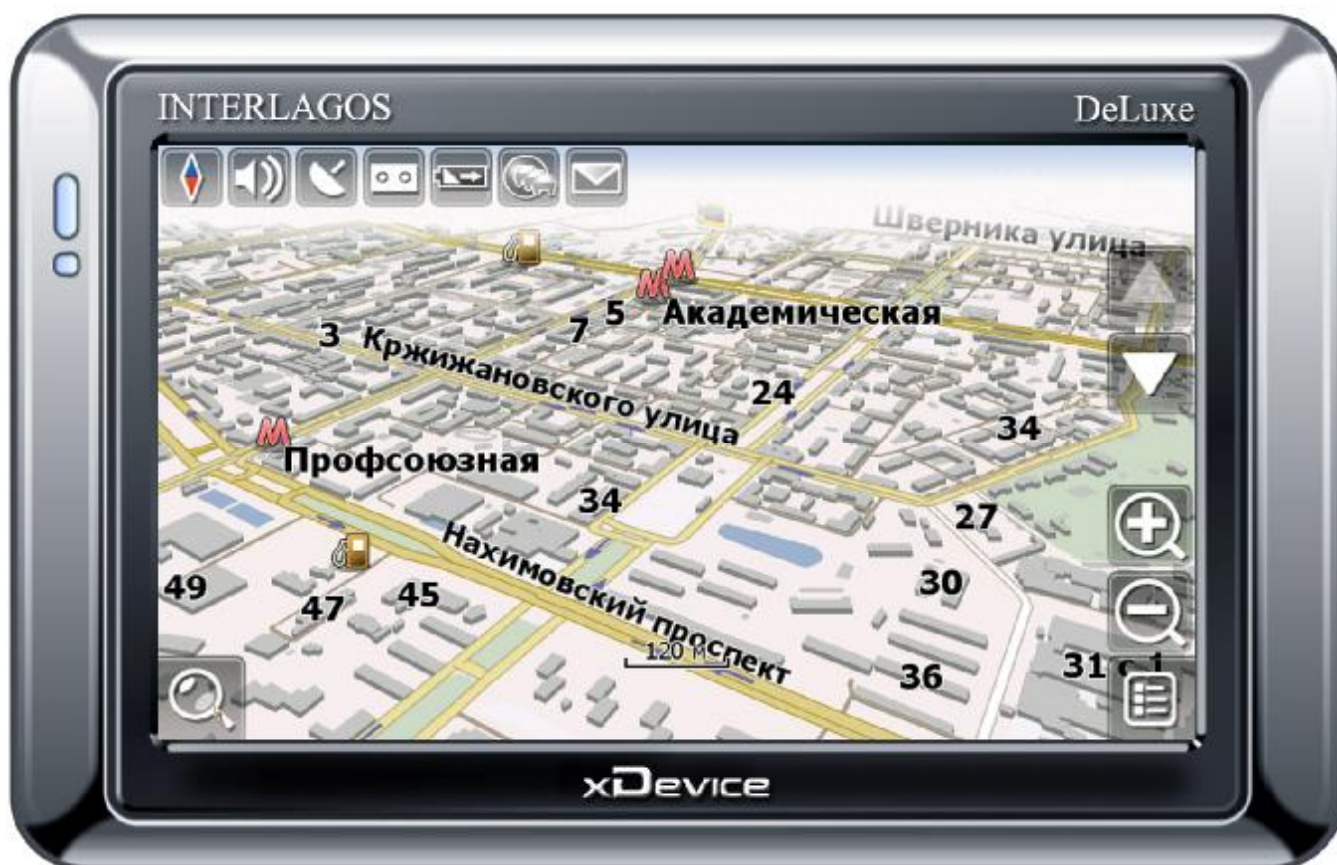 INTERLAGOS
DeLuxe
Шверника улица
Академическая
5
7
3
Кржижановского улица
24
34
Профсоюзная
34
27
Нахимовский проспект
49
47
45
30
120 м
36
31 с 1
xDevice